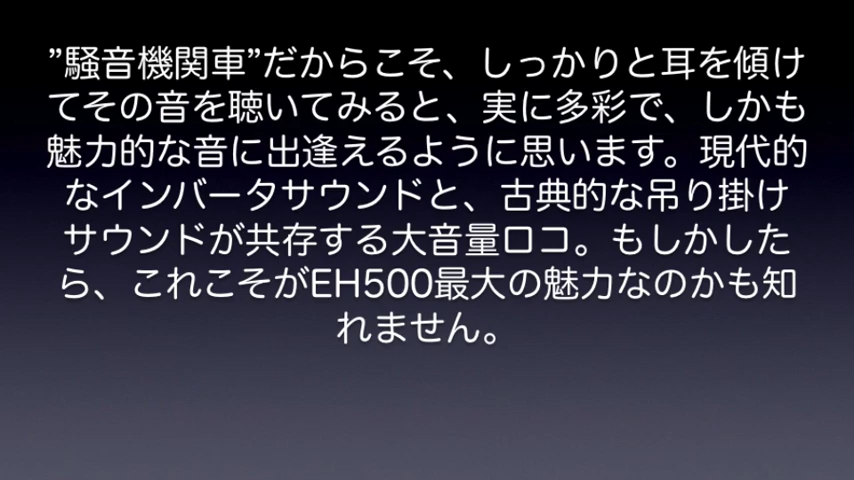 ”騒音機関車”だからこそ、しっかりと耳を傾け
てその音を聴いてみると、実に多彩で、しかも
魅力的な音に出逢えるように思います。現代的
なインバータサウンドと、古典的な吊り掛け
サウンドが共存する大音量ロコ。もしかした
ら、これこそがEH500最大の魅力なのかも知
れません。